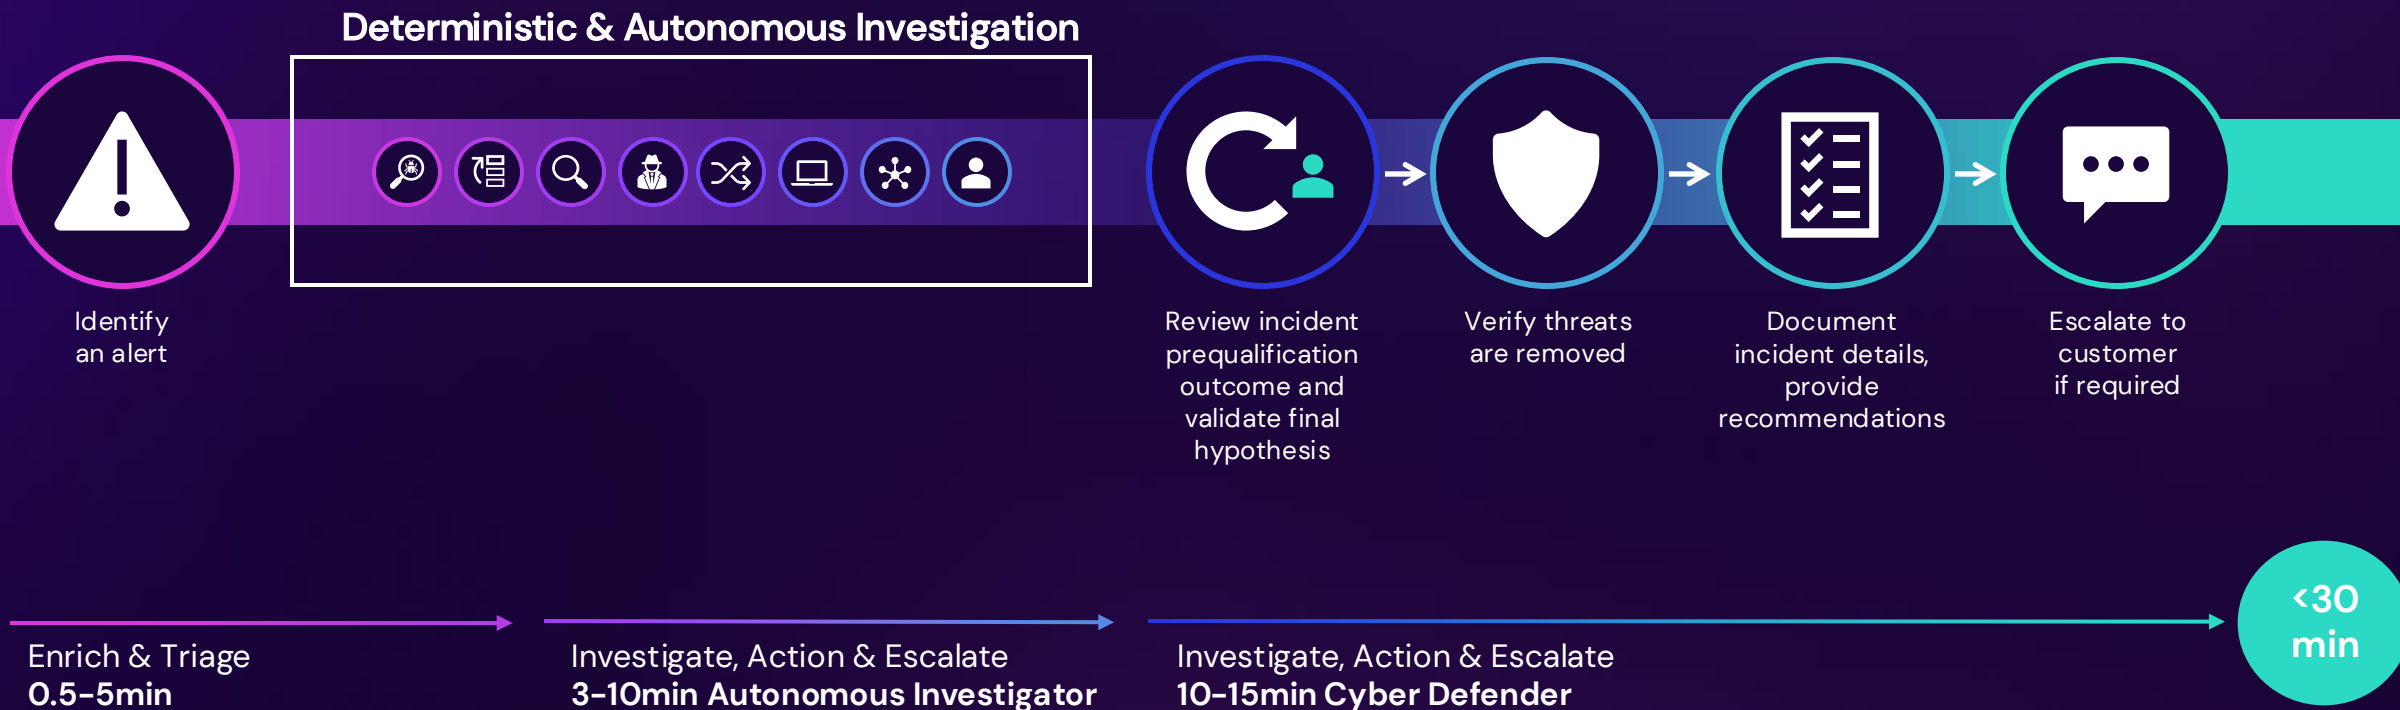 Deterministic & Autonomous Investigation
Identify
an alert
Review incident
prequalification
outcome and
validate final
hypothesis
Verify threats
are removed
Document
incident details,
provide
recommendations
Escalate to
customer
if required
Enrich & Triage
0.5-5min
Investigate, Action & Escalate
3-10min Autonomous Investigator
Investigate, Action & Escalate
10-15min Cyber Defender
<30
min